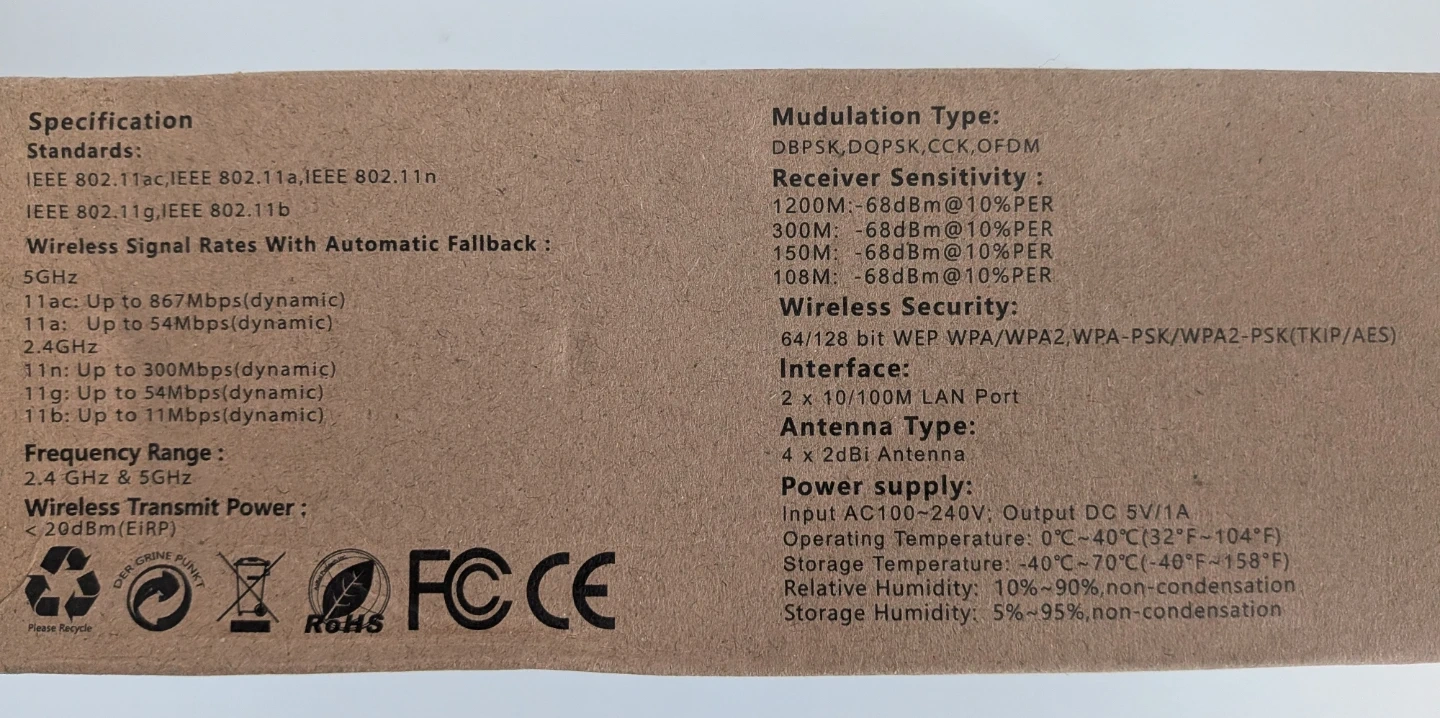 Specification
Standards:
IEEE 802.11ac,IEEE 802.11a,IEEE 802.11n
IEEE 802.11g,IEEE 802.11b
Wireless Signal Rates With Automatic Fallback :
5GHz
11ac: Up to 867Mbps(dynamic)
11a: Up to 54Mbps(dynamic)
2.4GHz
11n: Up to 300Mbps(dynamic)
11g: Up to 54Mbps(dynamic)
11b: Up to 11Mbps(dynamic)
Frequency Range :
2.4 GHz & 5GHz
Wireless Transmit Power :
< 20dBm(EiRP)
Please Recycle
DER GRINE PUNKT
RoHS
FCC
CE
Mudulation Type:
DBPSK,DQPSK,CCK,OFDM
Receiver Sensitivity :
1200M:-68dBm@10%PER
300M: -68dBm@10%PER
150M: -68dBm@10%PER
108M: -68dBm@10%PER
Wireless Security:
64/128 bit WEP WPA/WPA2,WPA-PSK/WPA2-PSK(TKIP/AES)
Interface:
2 x 10/100M LAN Port
Antenna Type:
4 x 2dBi Antenna
Power supply:
Input AC100~240V; Output DC 5V/1A
Operating Temperature: 0℃~40℃(32°F~104°F)
Storage Temperature: -40℃~70℃(-40°F~158°F)
Relative Humidity: 10%~90%,non-condensation
Storage Humidity: 5%~95%,non-condensation